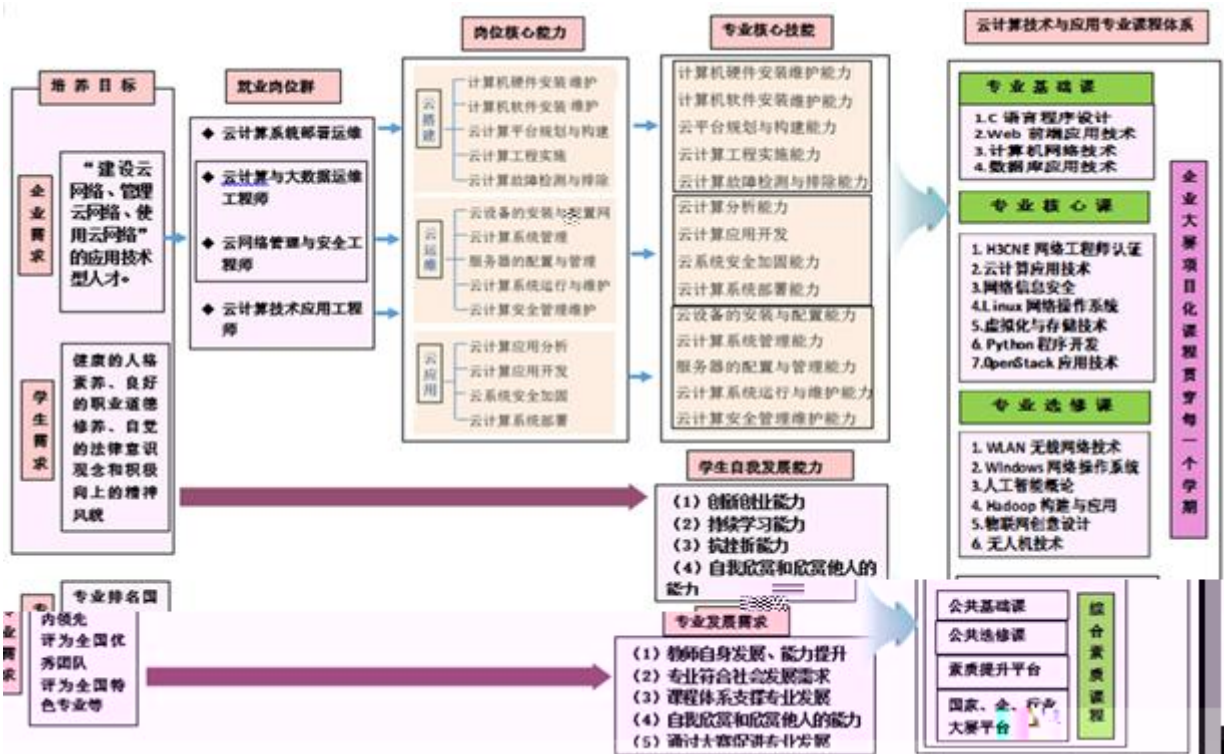 培养目标
企业需求
“建设云
网络、管理
云网络、使
用云网络”
的应用技术
型人才。
学生需求
健康的人格
素养、良好
的职业道德
修养、自觉
的法律意识
观念和积极
向上的精神
风貌
就业岗位群
◆ 云计算系统部署运维
◆ 云计算与大数据运维
工程师
◆ 云网络管理与安全工
程师
◆ 云计算技术应用工程
师
岗位核心能力
云搭建
计算机硬件安装维护
计算机软件安装维护
云计算平台规划与构建
云计算工程实施
云计算故障检测与排除
云运维
云设备的安装与配置网
云计算系统管理
服务器的配置与管理
云计算系统运行与维护
云计算安全管理维护
云应用
云计算应用分析
云计算应用开发
云系统安全加固
云计算系统部署
专业核心技能
计算机硬件安装维护能力
计算机软件安装维护能力
云平台规划与构建能力
云计算工程实施能力
云计算故障检测与排除能力
云计算分析能力
云计算应用开发
云系统安全加固能力
云计算系统部署能力
云设备的安装与配置能力
云计算系统管理能力
服务器的配置与管理能力
云计算系统运行与维护能力
云计算安全管理维护能力
学生自我发展能力
（1）创新创业能力
（2）持续学习能力
（3）抗挫折能力
（4）自我欣赏和欣赏他人的
能力
云计算技术与应用专业课程体系
专业基础课
1.C 语言程序设计
2.Web 前端应用技术
3.计算机网络技术
4.数据库应用技术
专业核心课
1. H3CNE 网络工程师认证
2.云计算应用技术
3.网络信息安全
4.Linux 网络操作系统
5.虚拟化与存储技术
6. Python 程序开发
7.OpenStack 应用技术
专业选修课
1. WLAN 无线网络技术
2. Windows 网络操作系统
3.人工智能概论
4. Hadoop 构建与应用
5.物联网创意设计
6. 无人机技术
企业大赛项目化课程贯穿每一个学期
专业需求
专业排名国
内领先
评为全国优
秀团队
评为全国特
色专业等
专业发展需求
（1）教师自身发展、能力提升
（2）专业符合社会发展需求
（3）课程体系支撑专业发展
（4）自我欣赏和欣赏他人的能力
（5）通过大赛促进专业发展
公共基础课
公共选修课
素质提升平台
国家、企、行业
大赛平台
综合素质课程